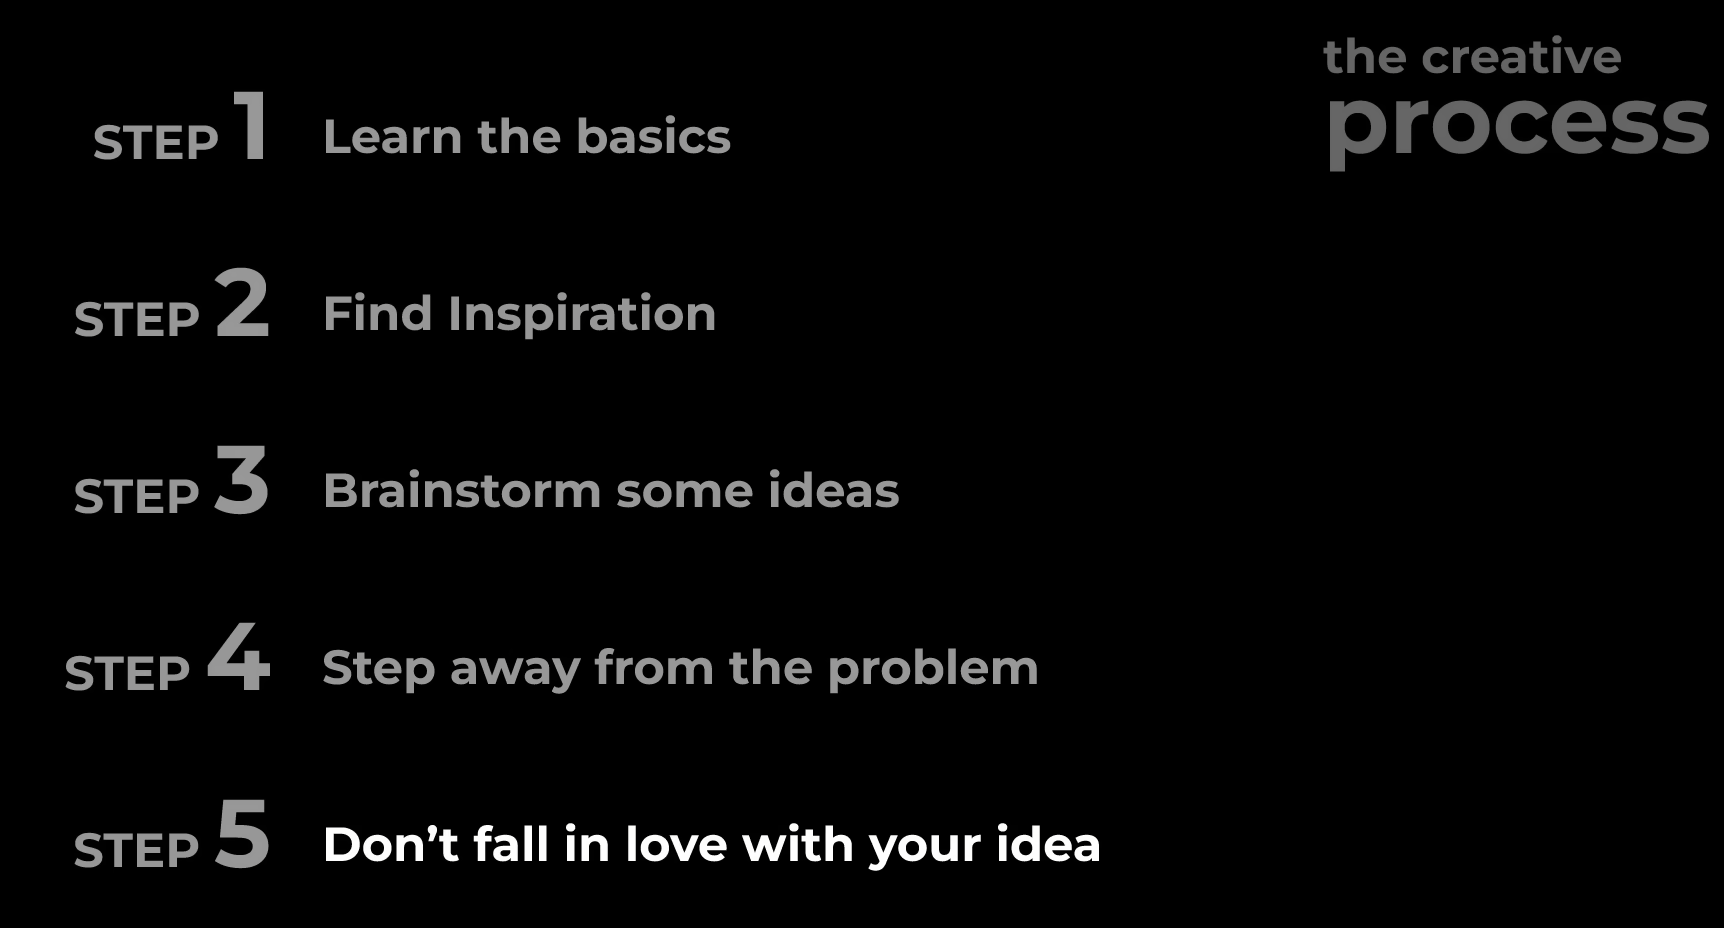 the creative
process
STEP 1 Learn the basics
STEP 2 Find Inspiration
STEP 3 Brainstorm some ideas
STEP 4 Step away from the problem
STEP 5 Don’t fall in love with your idea